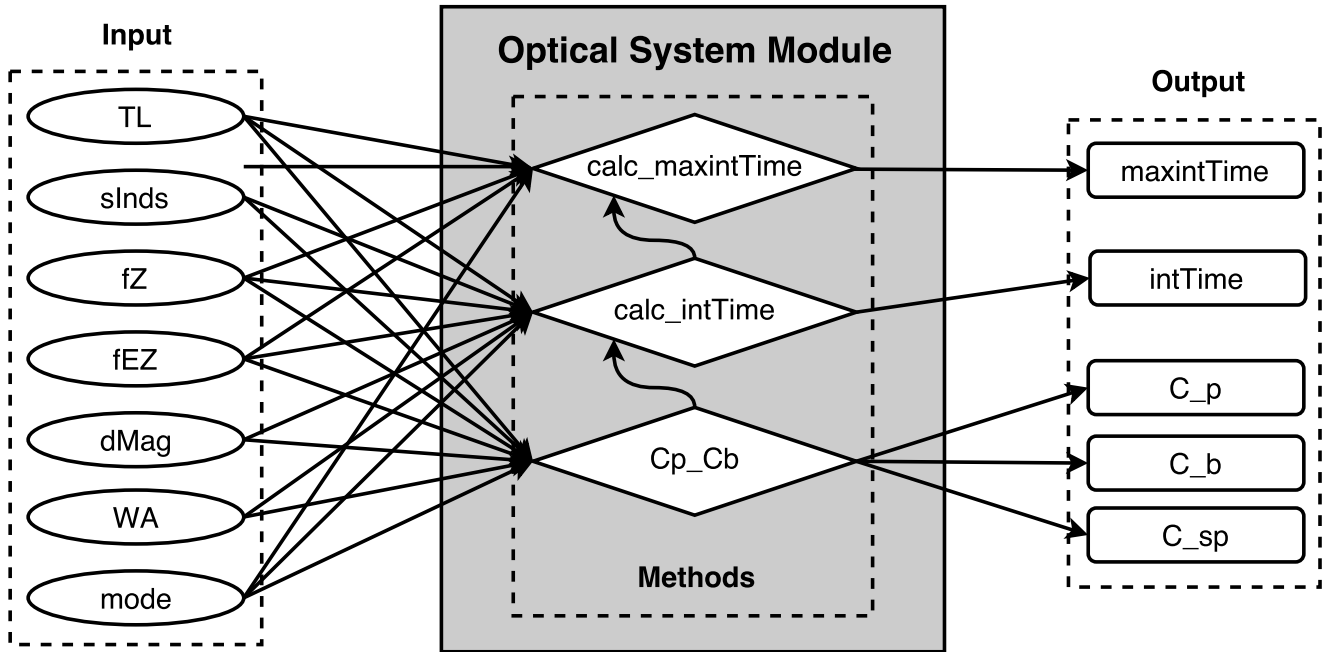 Input
TL
sInds
fZ
fEZ
dMag
WA
mode
Optical System Module
calc_maxintTime
calc_intTime
Cp_Cb
Methods
Output
maxintTime
intTime
C_p
C_b
C_sp